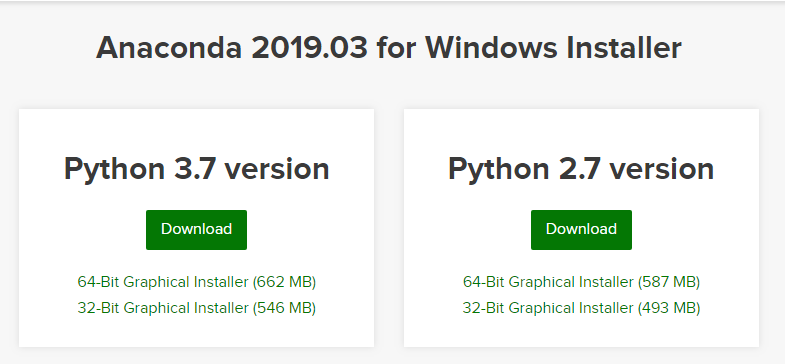 Anaconda 2019.03 for Windows Installer
Python 3.7 version
Download
64-Bit Graphical Installer (662 MB)
32-Bit Graphical Installer (546 MB)
Python 2.7 version
Download
64-Bit Graphical Installer (587 MB)
32-Bit Graphical Installer (493 MB)